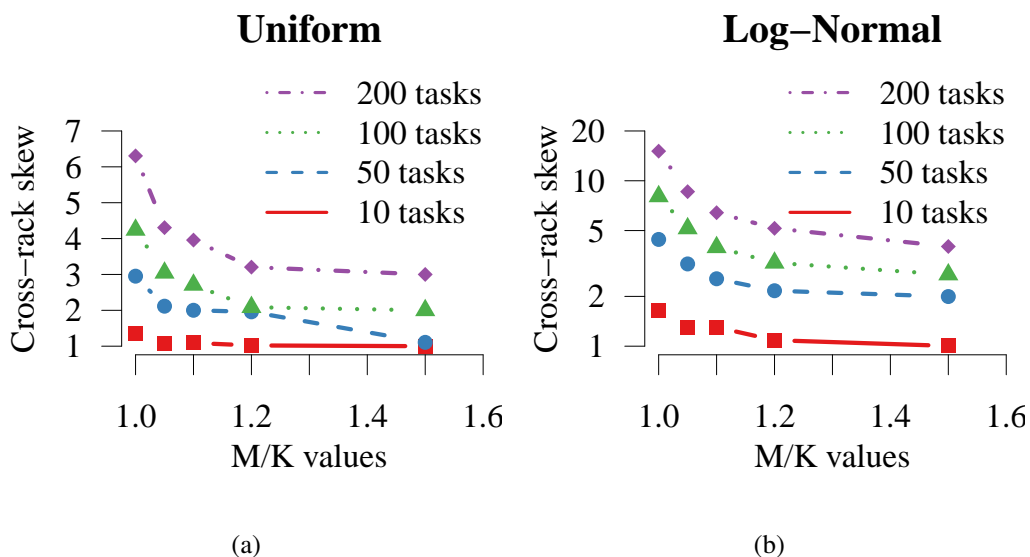 Uniform
200 tasks
100 tasks
50 tasks
10 tasks
Cross−rack skew
7
6
5
4
3
2
1
1.0 1.2 1.4 1.6
M/K values
(a)
Log−Normal
200 tasks
100 tasks
50 tasks
10 tasks
Cross−rack skew
20
10
5
2
1
1.0 1.2 1.4 1.6
M/K values
(b)